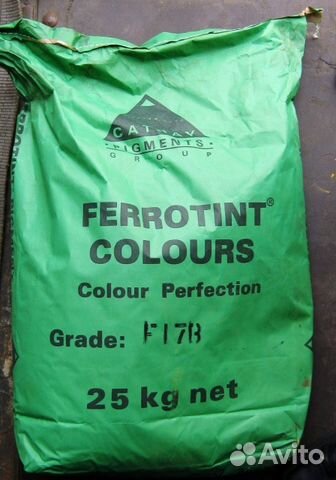 CATHAY
PIGMENTS
GROUP
FERROTINT®
COLOURS
Colour Perfection
Grade: F17B
25 kg net
Avito